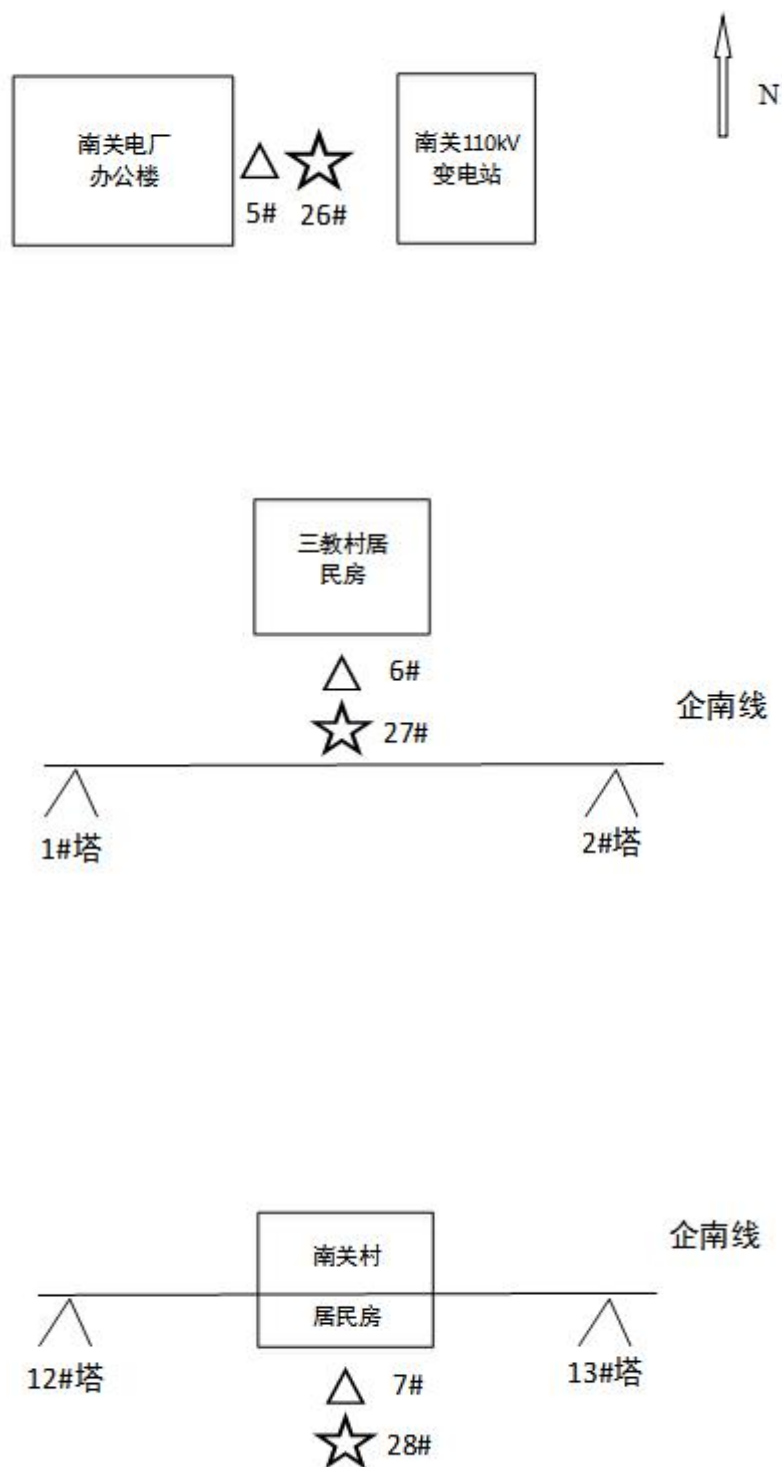 N
南关电厂
办公楼
南关110kV
变电站
5#
26#
三教村居
民房
6#
企南线
27#
1#塔
2#塔
企南线
南关村
居民房
12#塔
13#塔
7#
28#